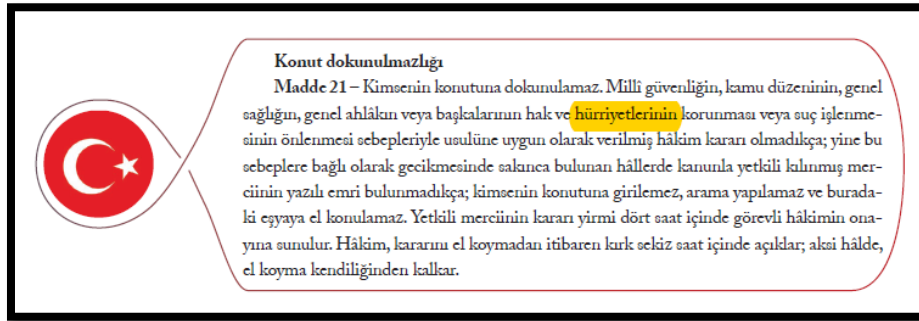 Konut dokunulmazlığı
Madde 21 – Kimsenin konutuna dokunulamaz. Millî güvenliğin, kamu düzeninin, genel
sağlığın, genel ahlâkın veya başkalarının hak ve hürriyetlerinin korunması veya suç işlenme-
sinin önlenmesi sebepleriyle usulüne uygun olarak verilmiş hâkim kararı olmadıkça; yine bu
sebeplere bağlı olarak gecikmesinde sakınca bulunan hâllerde kanunla yetkili kılınmış mer-
ciinin yazılı emri bulunmadıkça; kimsenin konutuna girilemez, arama yapılamaz ve burada-
ki eşyaya el konulamaz. Yetkili merciinin kararı yirmi dört saat içinde görevli hâkimin ona-
yına sunulur. Hâkim, kararını el koymadan itibaren kırk sekiz saat içinde açıklar; aksi hâlde,
el koyma kendiliğinden kalkar.